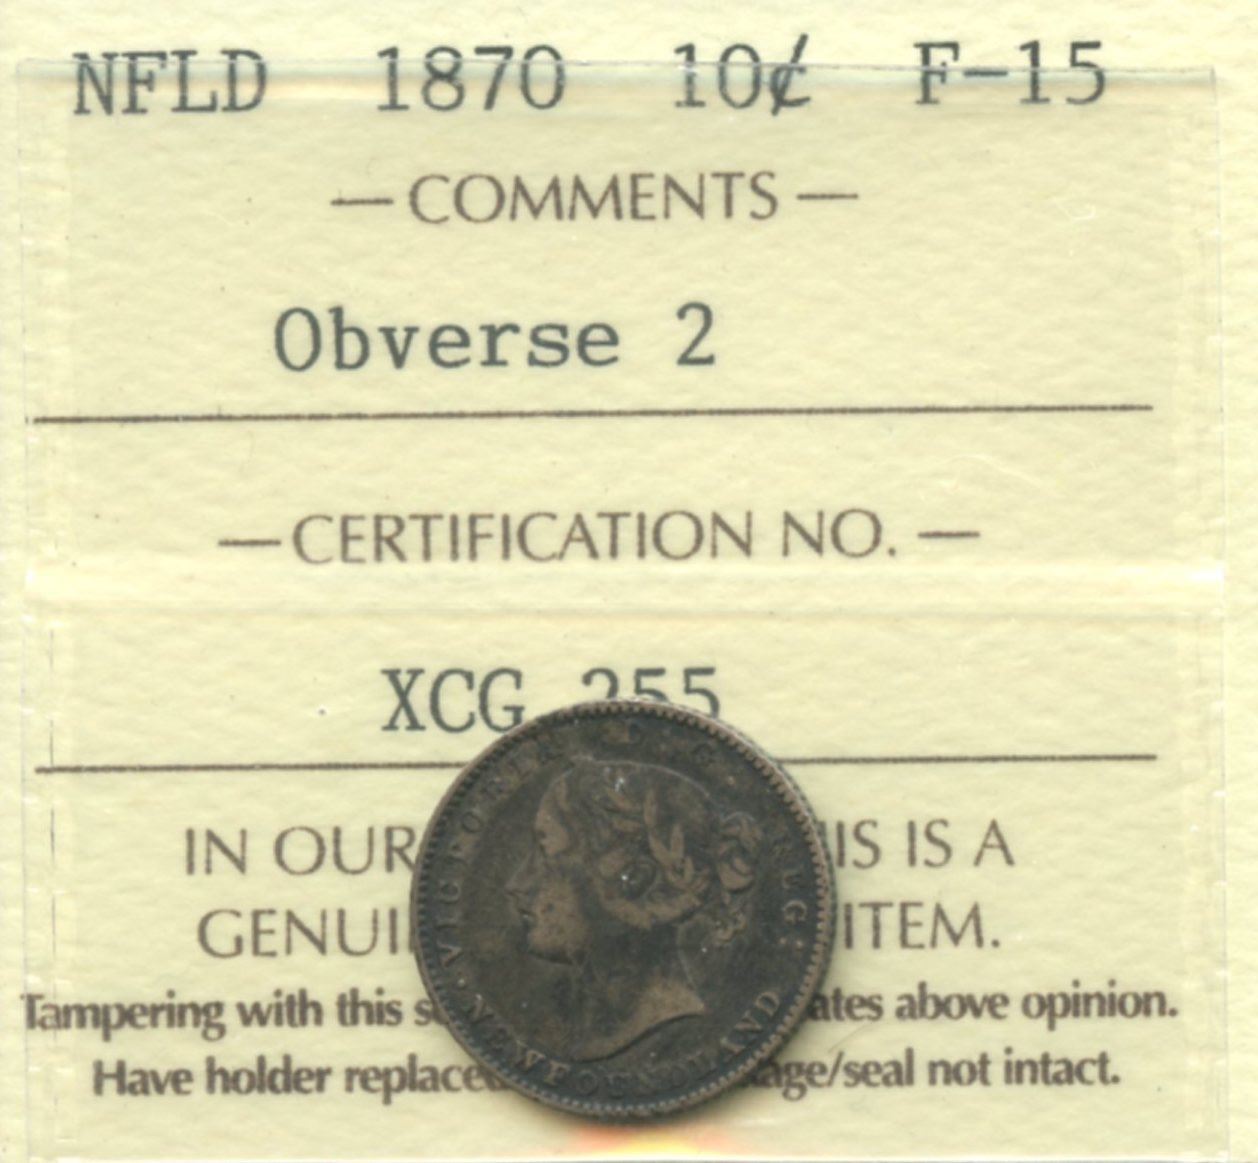 NFLD 1870 10¢ F-15
— COMMENTS —
Obverse 2
— CERTIFICATION NO. —
XCG 255
IN OUR IS IS A
GENUI ITEM.
Tampering with this s ates above opinion.
Have holder replace age/seal not intact.
VICTORIA D: G: REG:
NEWFOUNDLAND